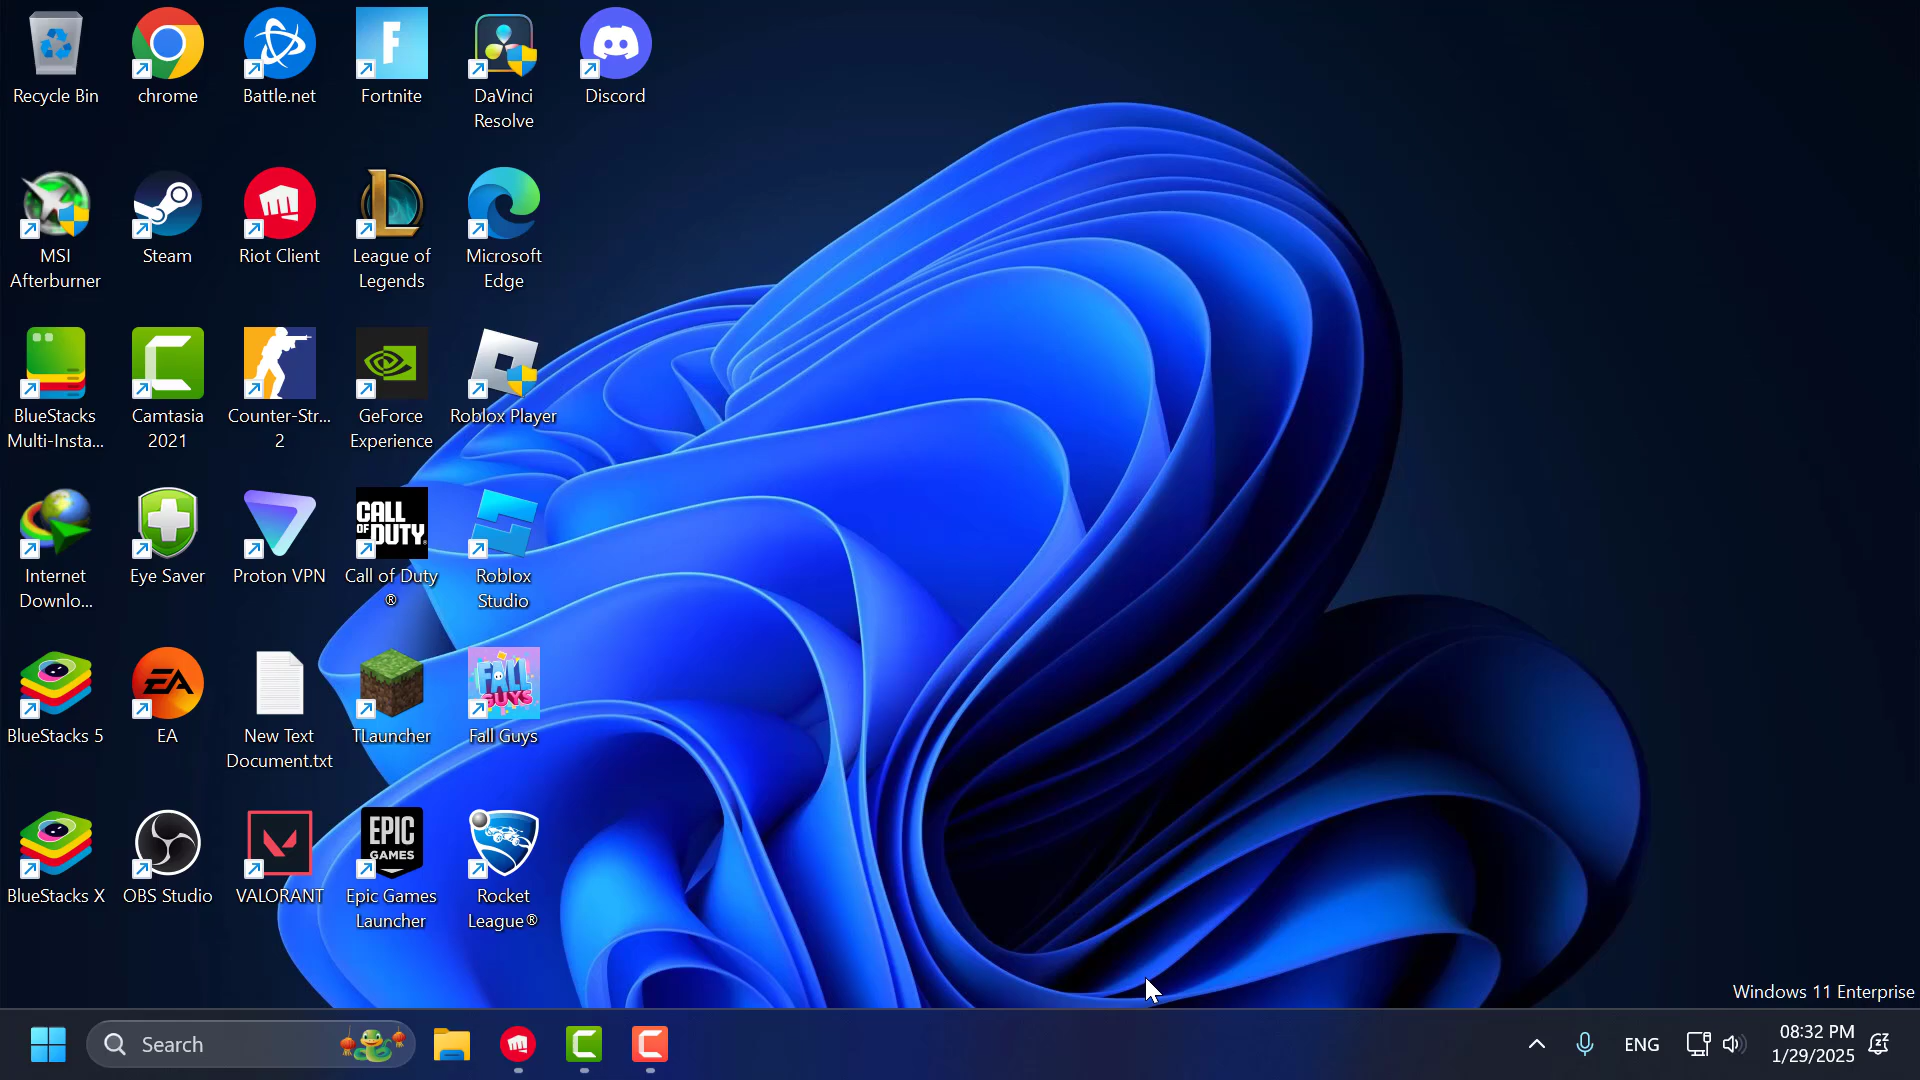 Recycle Bin
chrome
Battle.net
Fortnite
DaVinci
Resolve
Discord
MSI
Afterburner
Steam
Riot Client
League of
Legends
Microsoft
Edge
BlueStacks
Multi-Insta...
Camtasia
2021
Counter-Str...
2
GeForce
Experience
Roblox Player
Internet
Downlo...
Eye Saver
Proton VPN
CALL
OF DUTY
Call of Duty
®
Roblox
Studio
BlueStacks 5
EA
EA
New Text
Document.txt
TLauncher
FALL
GUYS
Fall Guys
BlueStacks X
OBS Studio
VALORANT
EPIC
GAMES
Epic Games
Launcher
Rocket
League®
Windows 11 Enterprise
Search
ENG
08:32 PM
1/29/2025